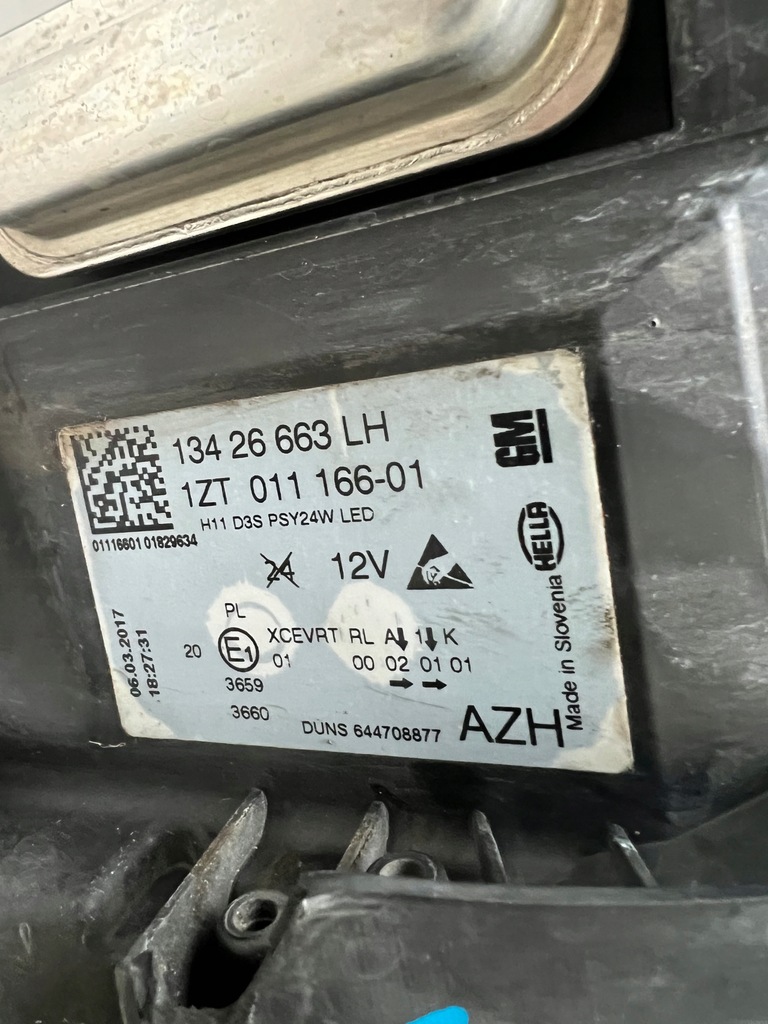 13 4 26 663 LH
GM
1ZT 011 166-01
H11 D3S PSY24W LED
01116601 01829634
HELLA
24 12V
06.03.2017
18:27:31
PL
20 E1 XCEVRT RL A 1 K
01 00 02 01 01
3659
3660
DUNS 644708877 AZH
Made in Slovenia